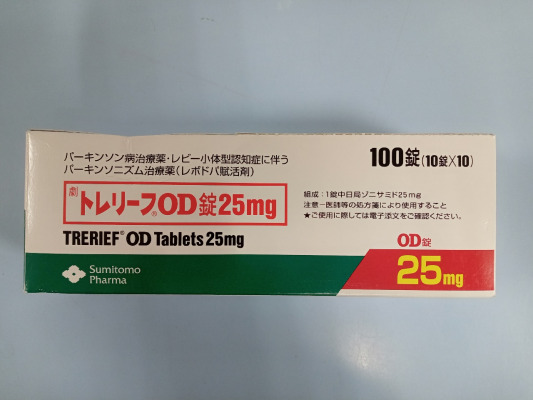 パーキンソン病治療薬・レビー小体型認知症に伴う
パーキンソニズム治療薬(レボドパ賦活剤)
100錠(10錠×10)
劇 トレリーフ®OD錠25mg
組成:1錠中日局ゾニサミド25mg
注意-医師等の処方箋により使用すること
★ご使用に際しては電子添文をご確認ください。
TRERIEF® OD Tablets 25mg
OD錠
25mg
Sumitomo
Pharma